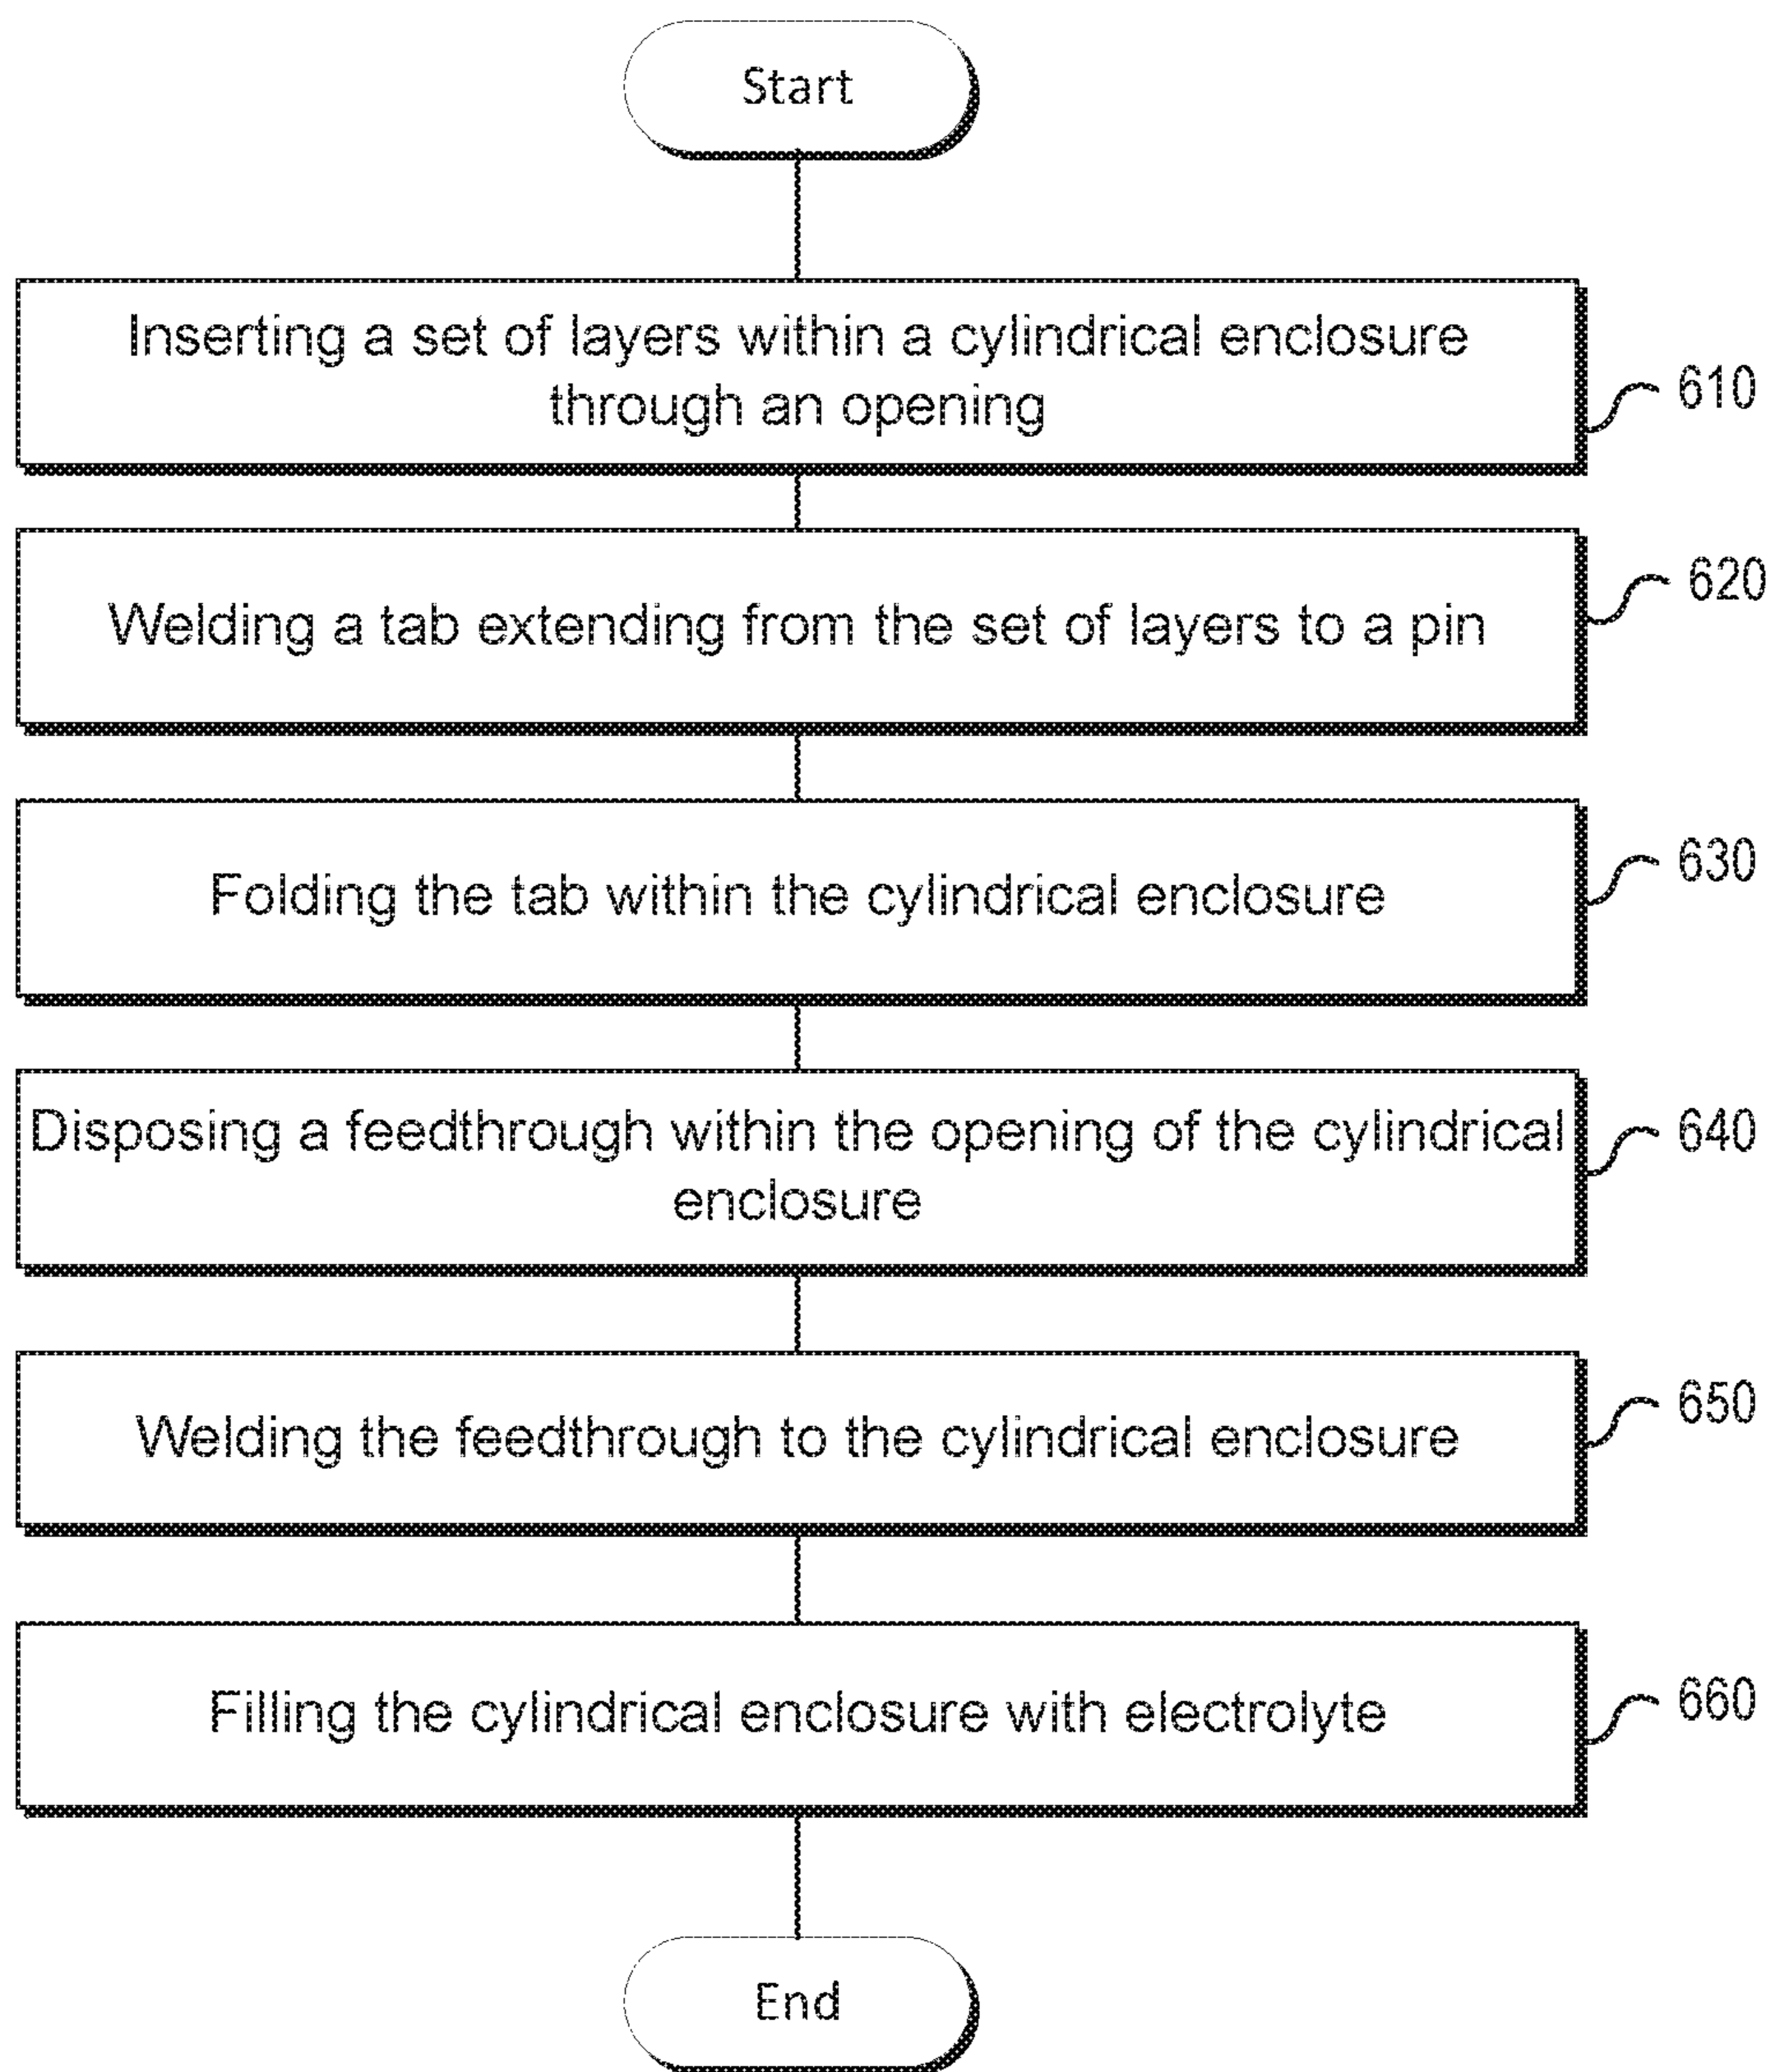 Start
Inserting a set of layers within a cylindrical enclosure
through an opening
610
Welding a tab extending from the set of layers to a pin
620
Folding the tab within the cylindrical enclosure
630
Disposing a feedthrough within the opening of the cylindrical
enclosure
640
Welding the feedthrough to the cylindrical enclosure
650
Filling the cylindrical enclosure with electrolyte
660
End